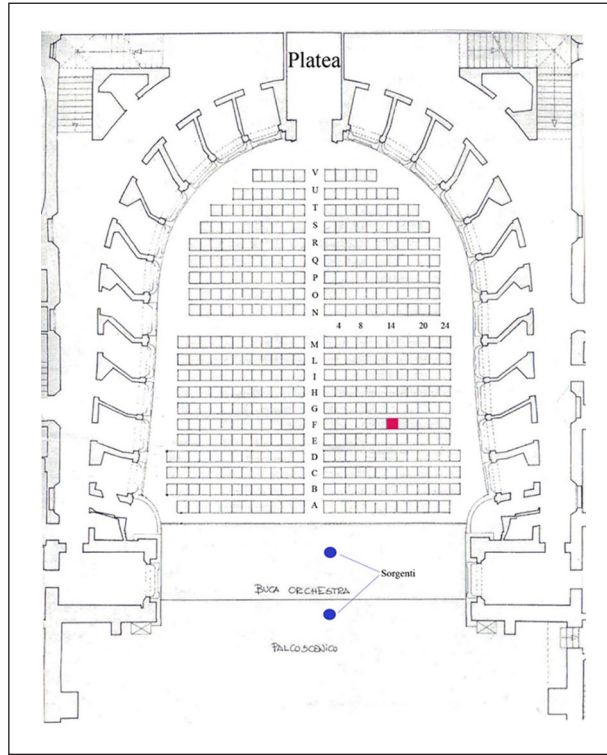 Platea
V
U
T
S
R
Q
P
O
N
4 8 14 20 24
M
L
I
H
G
F
E
D
C
B
A
Sorgenti
BUCA ORCHESTRA
PALCOSCENICO